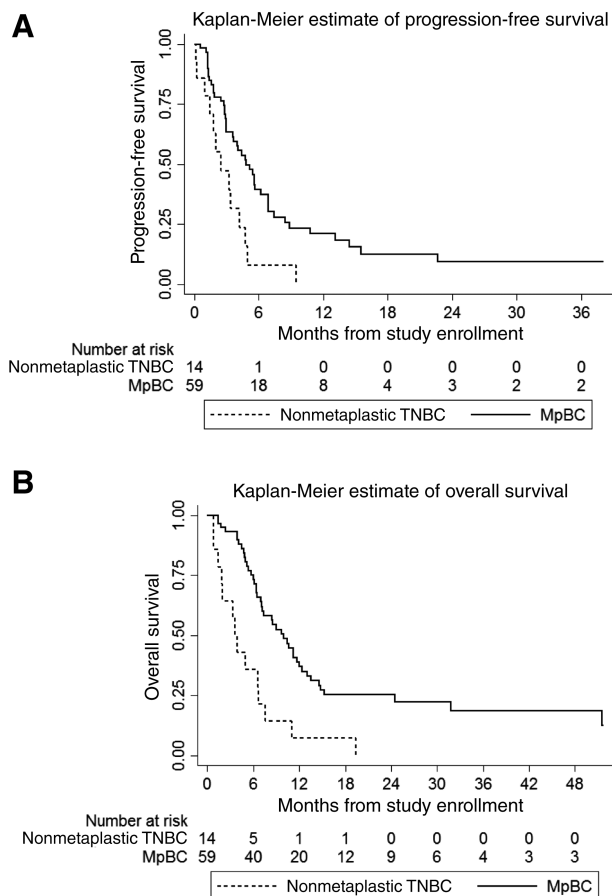 A
Kaplan-Meier estimate of progression-free survival
Progression-free survival
1.00
0.75
0.50
0.25
0.00
0 6 12 18 24 30 36
Months from study enrollment
Number at risk
Nonmetaplastic TNBC 14 1 0 0 0 0 0
MpBC 59 18 8 4 3 2 2
Nonmetaplastic TNBC MpBC
B
Kaplan-Meier estimate of overall survival
Overall survival
1.00
0.75
0.50
0.25
0.00
0 6 12 18 24 30 36 42 48
Months from study enrollment
Number at risk
Nonmetaplastic TNBC 14 5 1 1 0 0 0 0 0
MpBC 59 40 20 12 9 6 4 3 3
Nonmetaplastic TNBC MpBC